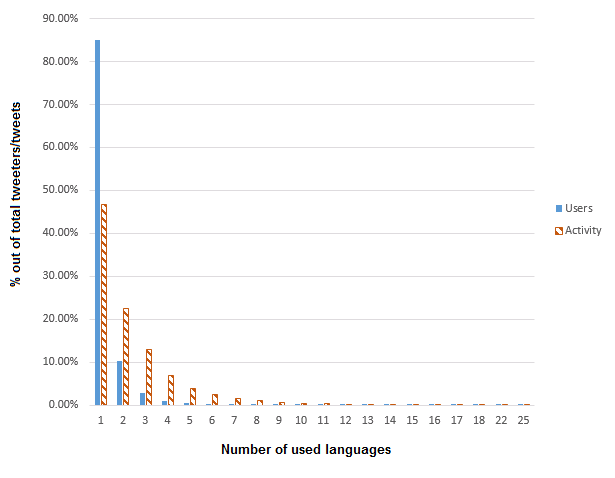 90.00%
80.00%
70.00%
60.00%
50.00%
40.00%
30.00%
20.00%
10.00%
0.00%
% out of total tweeters/tweets
1 2 3 4 5 6 7 8 9 10 11 12 13 14 15 16 17 18 22 25
Number of used languages
Users
Activity